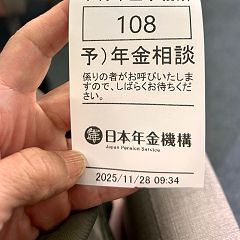 108
予)年金相談
係りの者がお呼びいたしま
すので、しばらくお待ちくだ
さい。
日本年金機構
Japan Pension Service
2025/11/28 09:34